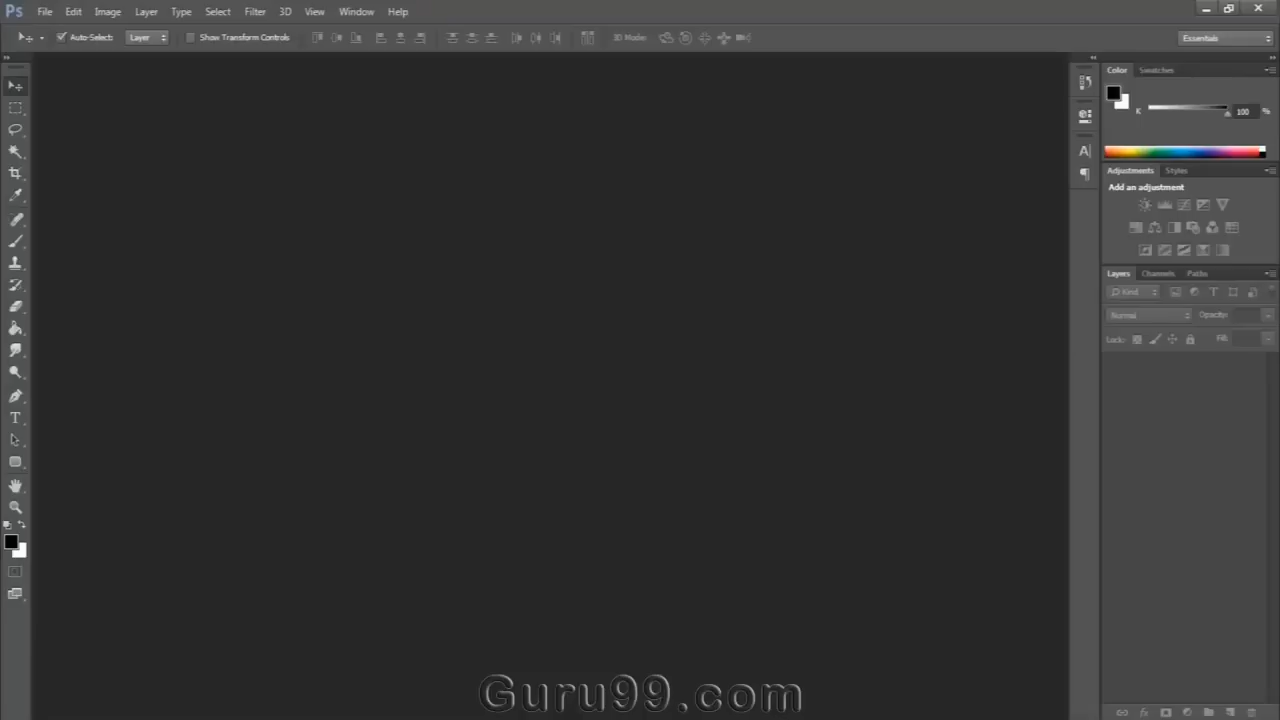 Ps File Edit Image Layer Type Select Filter 3D View Window Help
Auto-Select: Layer Show Transform Controls 3D Mode: Essentials
Color Swatches
K 100 %
Adjustments Styles
Add an adjustment
Layers Channels Paths
Kind
Normal Opacity:
Lock: Fill:
Guru99.com